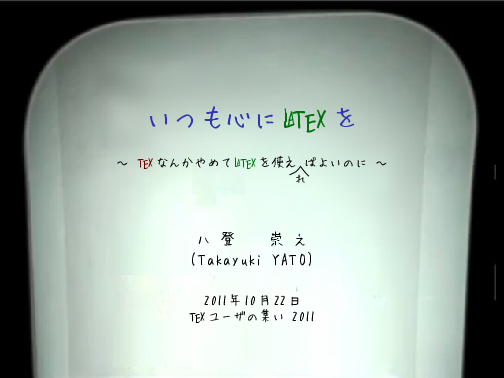 いつも心にLATEXを
～ TEXなんかやめてLATEXを使えればよいのに ～
八登 崇之
(Takayuki YATO)
2011年10月22日
TEXユーザの集い 2011